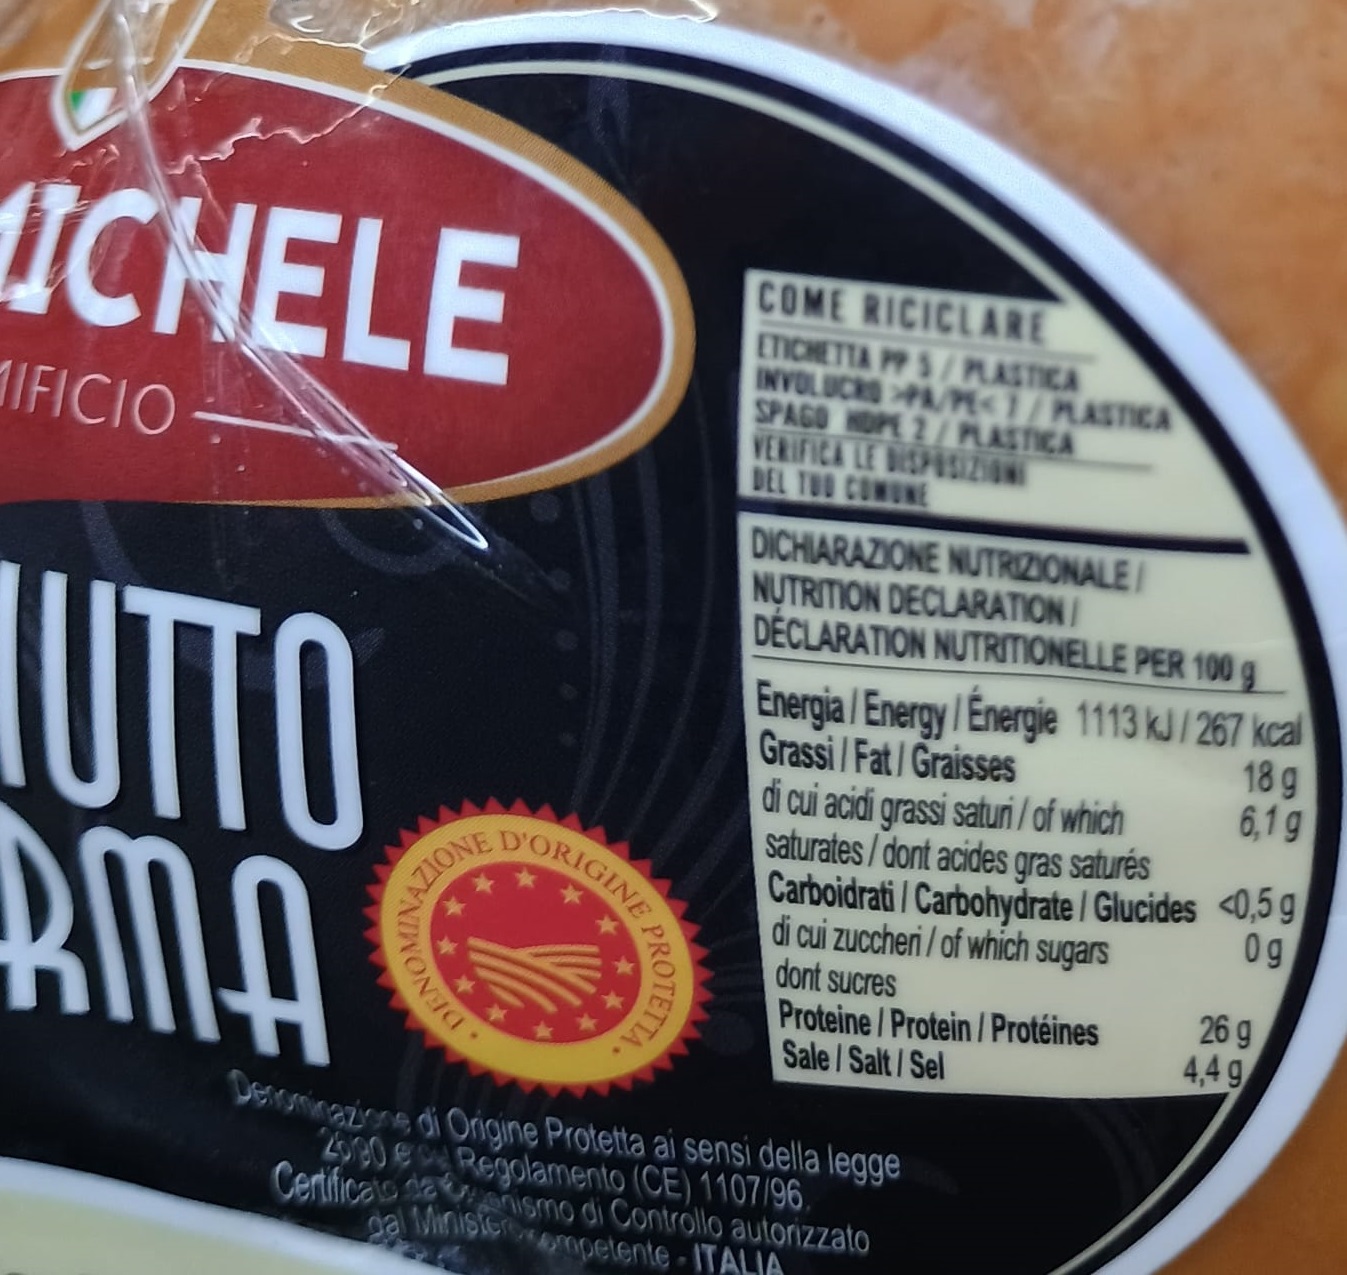 MICHELE
MIFICIO
UTTO
RMA
DENOMINAZIONE D'ORIGINE PROTETTA
Denominazione di Origine Protetta ai sensi della legge
Regolamento (CE) 1107/96.
Certificato da Organismo di Controllo autorizzato
competente - ITALIA
COME RICICLARE
ETICHETTA PP 5 / PLASTICA
INVOLUCRO >PA/PE< 7 / PLASTICA
SPAGO HDPE 2 / PLASTICA
VERIFICA LE DISPOSIZIONI
DEL TUO COMUNE
DICHIARAZIONE NUTRIZIONALE /
NUTRITION DECLARATION /
DÉCLARATION NUTRITIONELLE PER 100 g
Energia / Energy / Énergie 1113 kJ / 267 kcal
Grassi / Fat / Graisses 18 g
di cui acidi grassi saturi / of which 6,1 g
saturates / dont acides gras saturés
Carboidrati / Carbohydrate / Glucides <0,5 g
di cui zuccheri / of which sugars 0 g
dont sucres
Proteine / Protein / Protéines 26 g
Sale / Salt / Sel 4,4 g